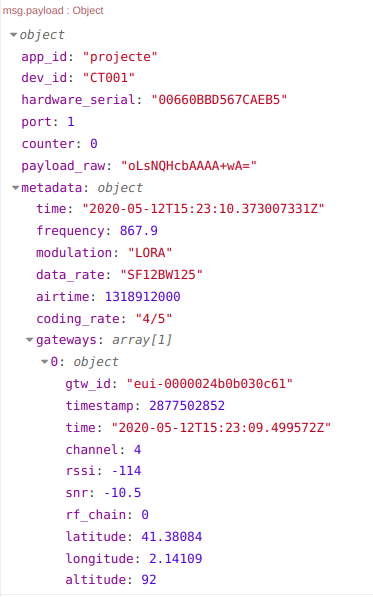 msg.payload : Object
object
app_id: "projecte"
dev_id: "CT001"
hardware_serial: "00660BBD567CAEB5"
port: 1
counter: 0
payload_raw: "oLsNQHcbAAAA+wA="
metadata: object
time: "2020-05-12T15:23:10.373007331Z"
frequency: 867.9
modulation: "LORA"
data_rate: "SF12BW125"
airtime: 1318912000
coding_rate: "4/5"
gateways: array[1]
0: object
gtw_id: "eui-0000024b0b030c61"
timestamp: 2877502852
time: "2020-05-12T15:23:09.499572Z"
channel: 4
rssi: -114
snr: -10.5
rf_chain: 0
latitude: 41.38084
longitude: 2.14109
altitude: 92